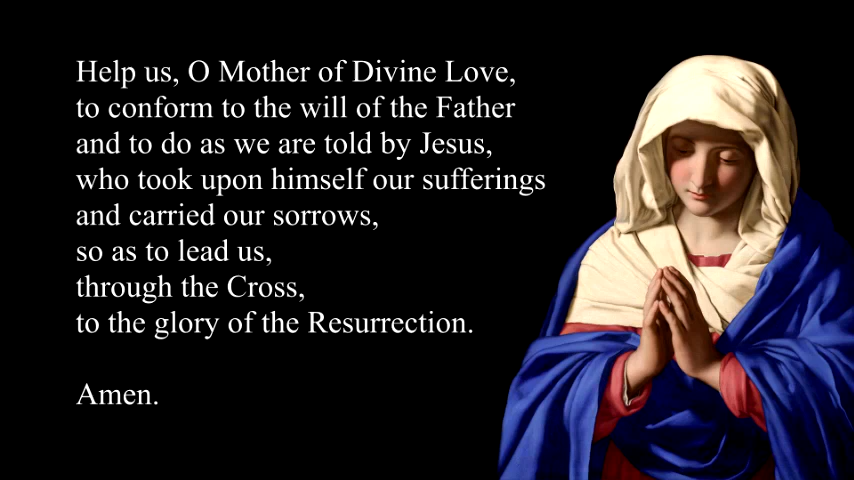 Help us, O Mother of Divine Love,
to conform to the will of the Father
and to do as we are told by Jesus,
who took upon himself our sufferings
and carried our sorrows,
so as to lead us,
through the Cross,
to the glory of the Resurrection.
Amen.